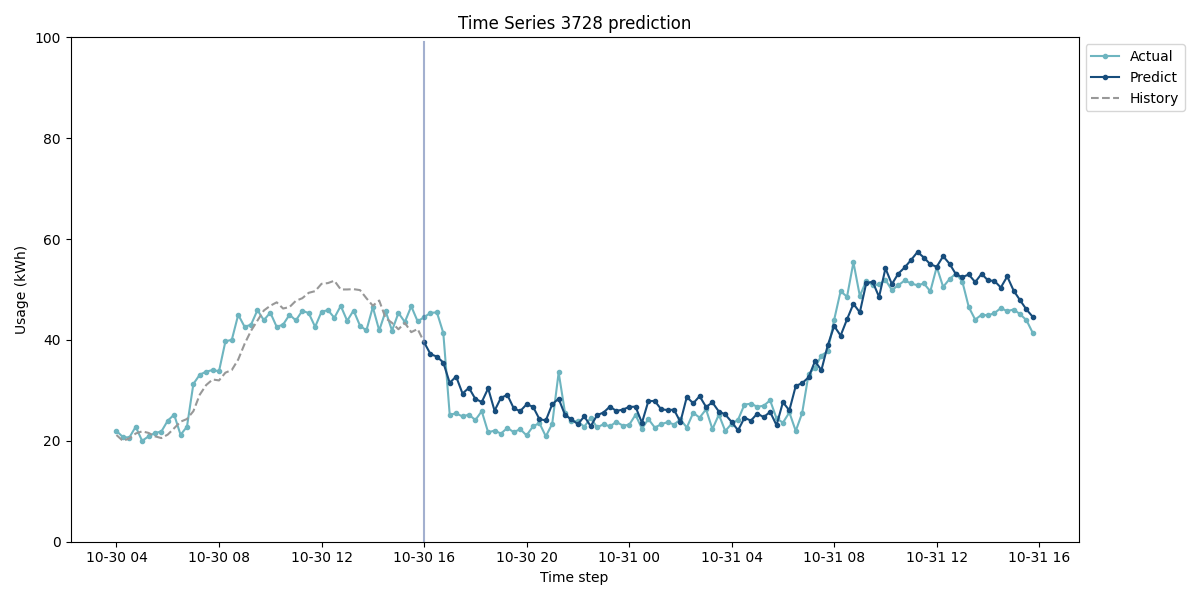 Time Series 3728 prediction
100
80
60
40
20
0
Usage (kWh)
10-30 04
10-30 08
10-30 12
10-30 16
10-30 20
10-31 00
10-31 04
10-31 08
10-31 12
10-31 16
Time step
Actual
Predict
History